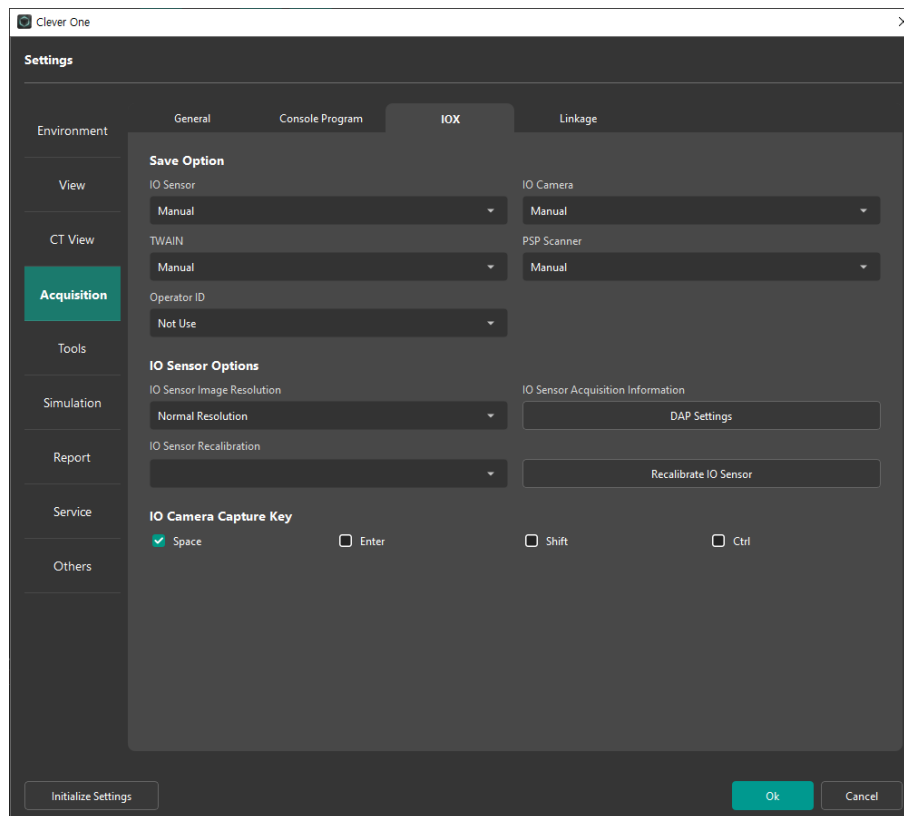 Clever One
Settings
General Console Program IOX Linkage
Environment
View
CT View
Acquisition
Tools
Simulation
Report
Service
Others
Save Option
IO Sensor IO Camera
Manual Manual
TWAIN PSP Scanner
Manual Manual
Operator ID
Not Use
IO Sensor Options
IO Sensor Image Resolution IO Sensor Acquisition Information
Normal Resolution DAP Settings
IO Sensor Recalibration
Recalibrate IO Sensor
IO Camera Capture Key
Space Enter Shift Ctrl
Initialize Settings Ok Cancel